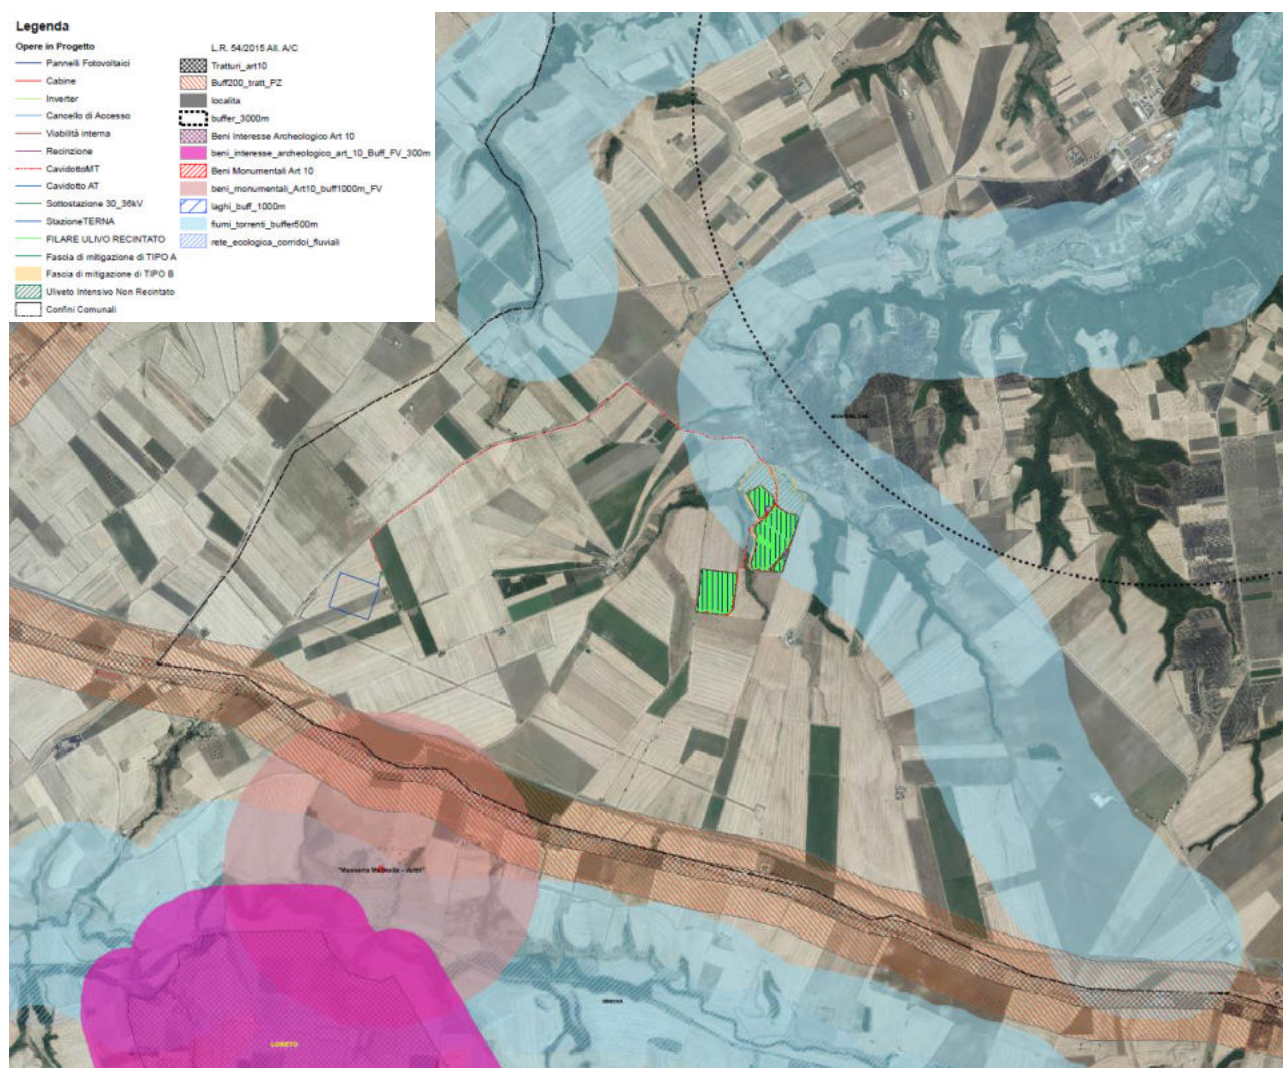 Legenda
Opere in Progetto
Pannelli Fotovoltaici
Cabine
Inverter
Cancello di Accesso
Viabilità interna
Recinzione
CavidottoMT
Cavidotto AT
Sottostazione 30_36kV
StazioneTERNA
FILARE ULIVO RECINTATO
Fascia di mitigazione di TIPO A
Fascia di mitigazione di TIPO B
Uliveto Intensivo Non Recintato
Confini Comunali
L.R. 54/2015 All. A/C
Tratturi_art10
Buff200_tratt_PZ
localita
buffer_3000m
Beni Interesse Archeologico Art 10
beni_interesse_archeologico_art_10_Buff_FV_300m
Beni Monumentali Art 10
beni_monumentali_Art10_buff1000m_FV
laghi_buff_1000m
fiumi_torrenti_buffer500m
rete_ecologica_corridoi_fluviali
"Masseria
LORETO